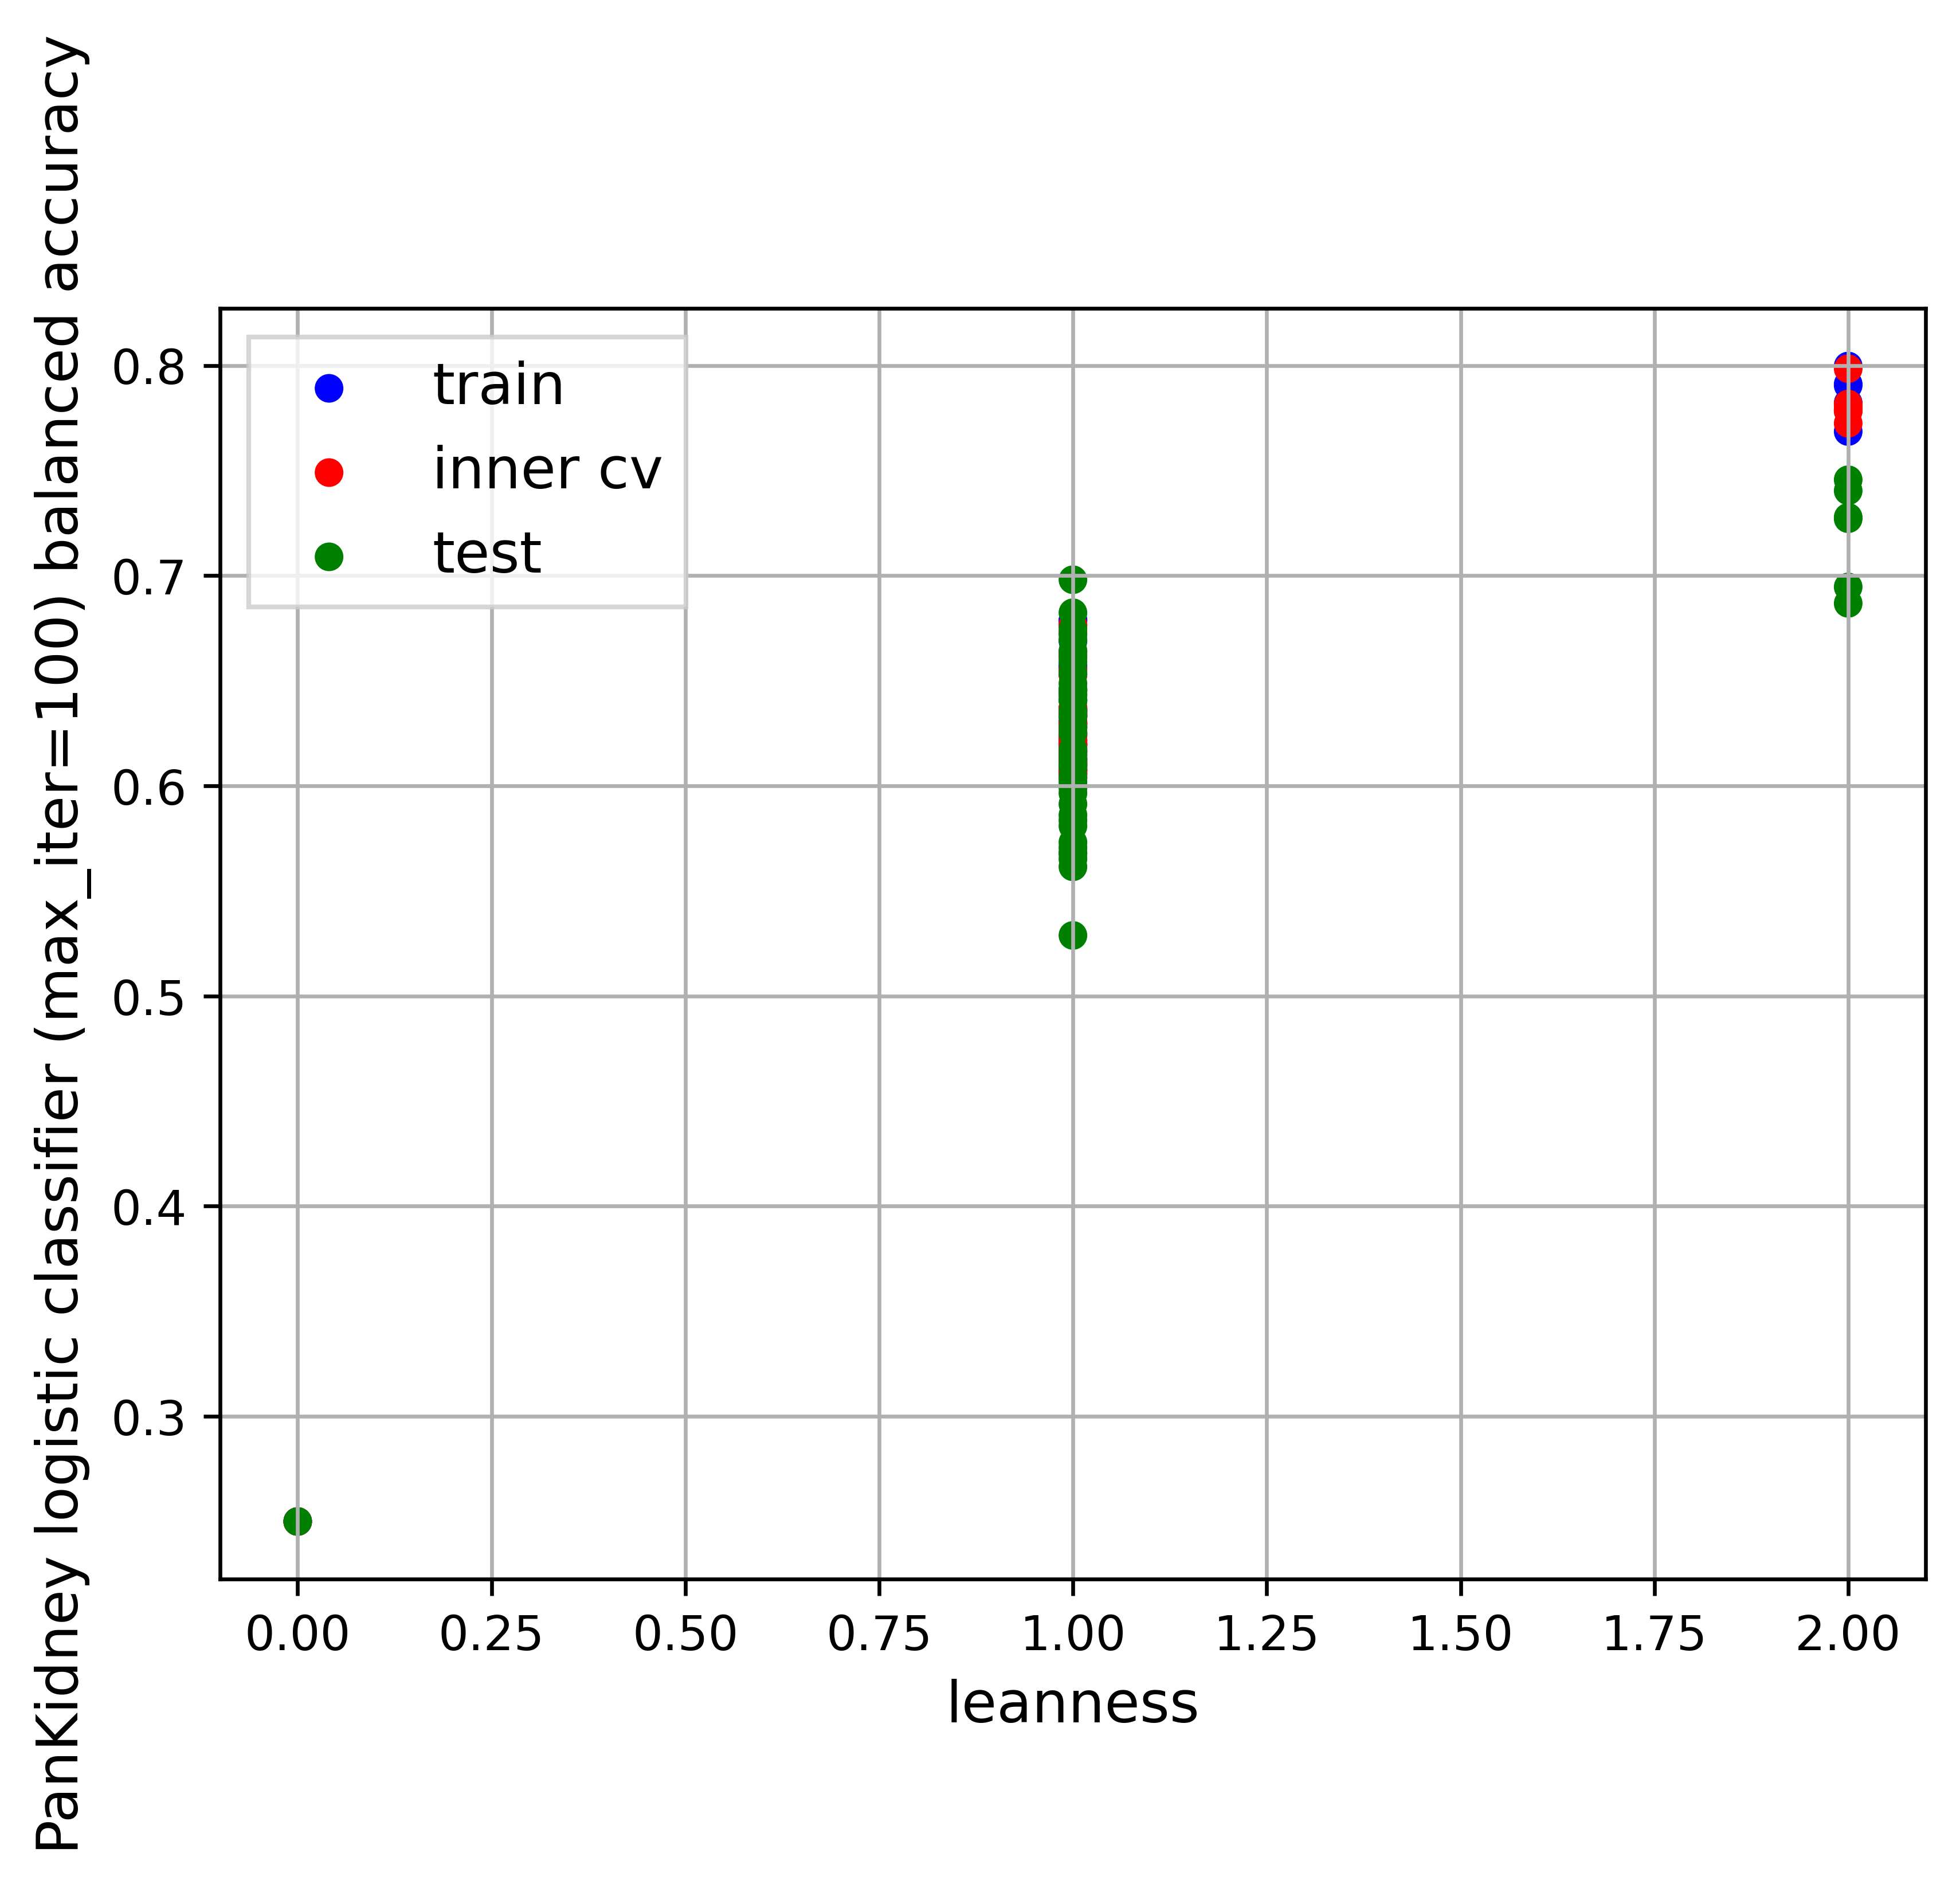 PanKidney logistic classifier (max_iter=100) balanced accuracy
0.8
0.7
0.6
0.5
0.4
0.3
train
inner cv
test
0.00 0.25 0.50 0.75 1.00 1.25 1.50 1.75 2.00
leanness